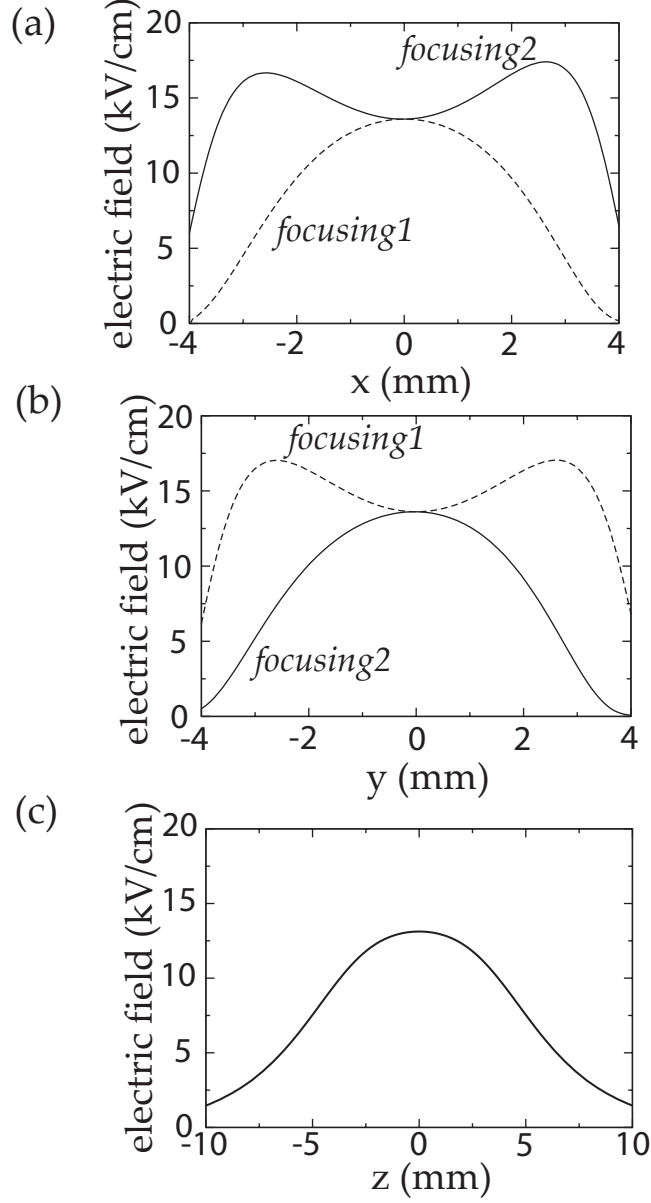 (a)
electric field (kV/cm)
20
15
10
5
0
focusing2
focusing1
-4 -2 0 2 4
x (mm)
(b)
electric field (kV/cm)
20
15
10
5
0
focusing1
focusing2
-4 -2 0 2 4
y (mm)
(c)
electric field (kV/cm)
20
15
10
5
0
-10 -5 0 5 10
z (mm)